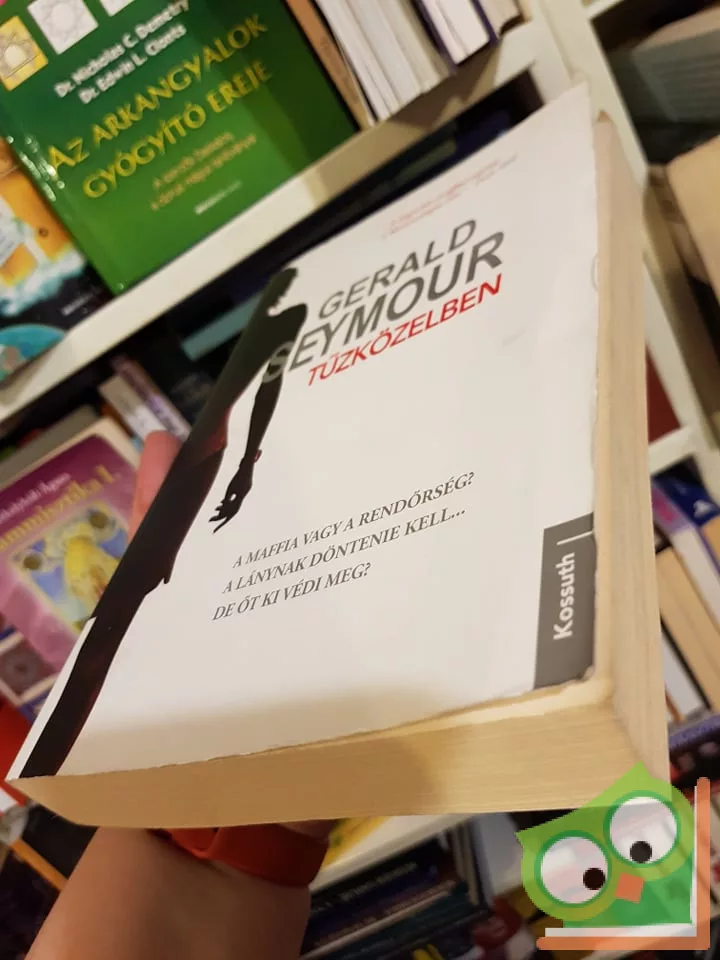 Dr. Nicholas C. Demetry
Dr. Edwin L. Clonts
AZ ARKANGYALOK
GYÓGYÍTÓ EREJE
GERALD
SEYMOUR
TŰZKÖZELBEN
A MAFFIA VAGY A RENDŐRSÉG?
A LÁNYNAK DÖNTENIE KELL...
DE ŐT KI VÉDI MEG?
Kossuth